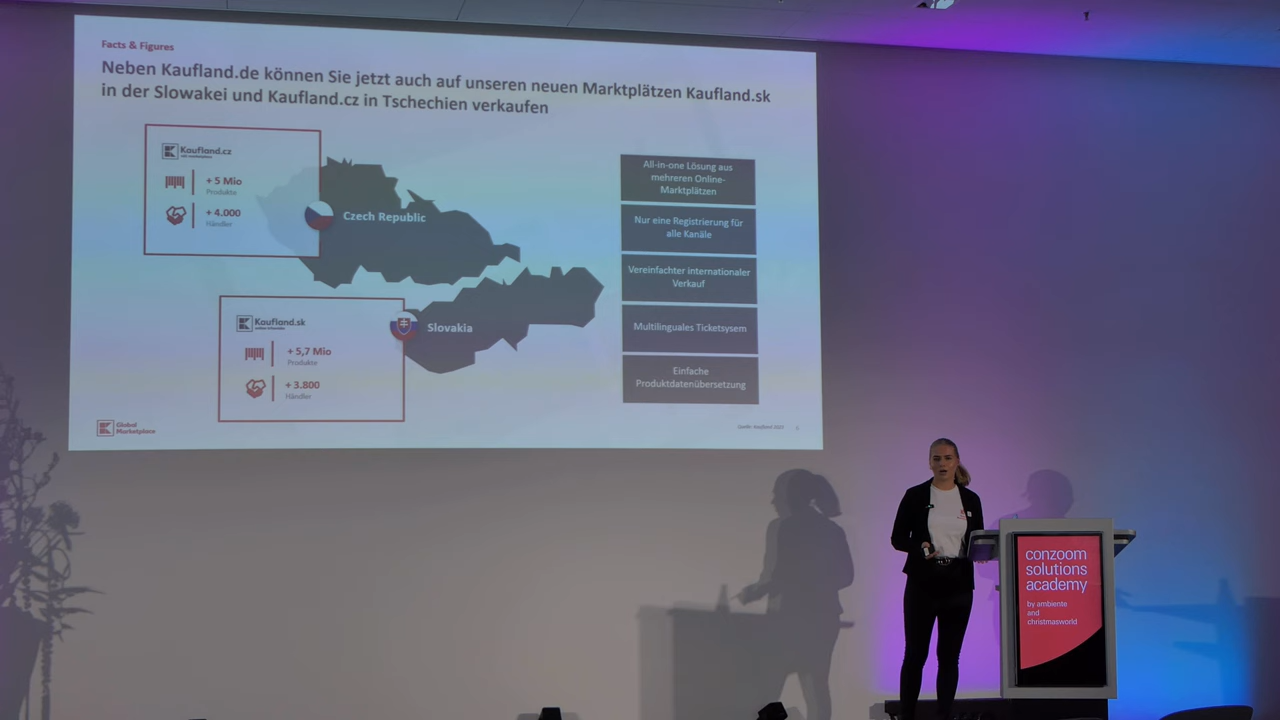 Facts & Figures
Neben Kaufland.de können Sie jetzt auch auf unseren neuen Marktplätzen Kaufland.sk
in der Slowakei und Kaufland.cz in Tschechien verkaufen
Kaufland.cz
+ 5 Mio
Produkte
+ 4.000
Händler
Czech Republic
Kaufland.sk
+ 5,7 Mio
Produkte
+ 3.800
Händler
Slovakia
All-in-one Lösung aus
mehreren Online-
Marktplätzen
Nur eine Registrierung für
alle Kanäle
Vereinfachter internationaler
Verkauf
Multilinguales Ticketsysem
Einfache
Produktdatenübersetzung
Global
Marketplace
conzoom
solutions
academy
by ambiente
and
christmasworld